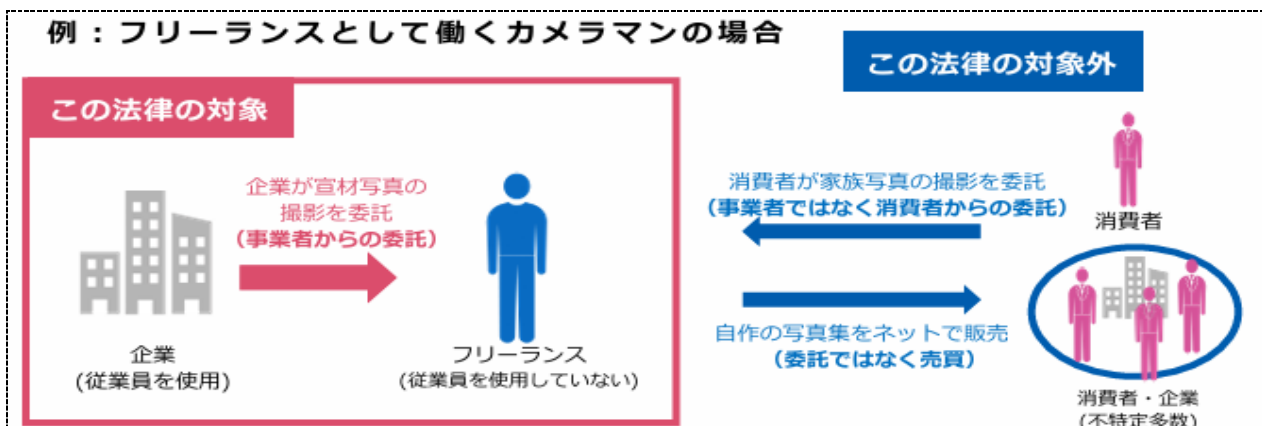 例：フリーランスとして働くカメラマンの場合
この法律の対象
企業が宣材写真の
撮影を委託
（事業者からの委託）
企業
(従業員を使用)
フリーランス
(従業員を使用していない)
この法律の対象外
消費者が家族写真の撮影を委託
（事業者ではなく消費者からの委託）
消費者
自作の写真集をネットで販売
（委託ではなく売買）
消費者・企業
(不特定多数)